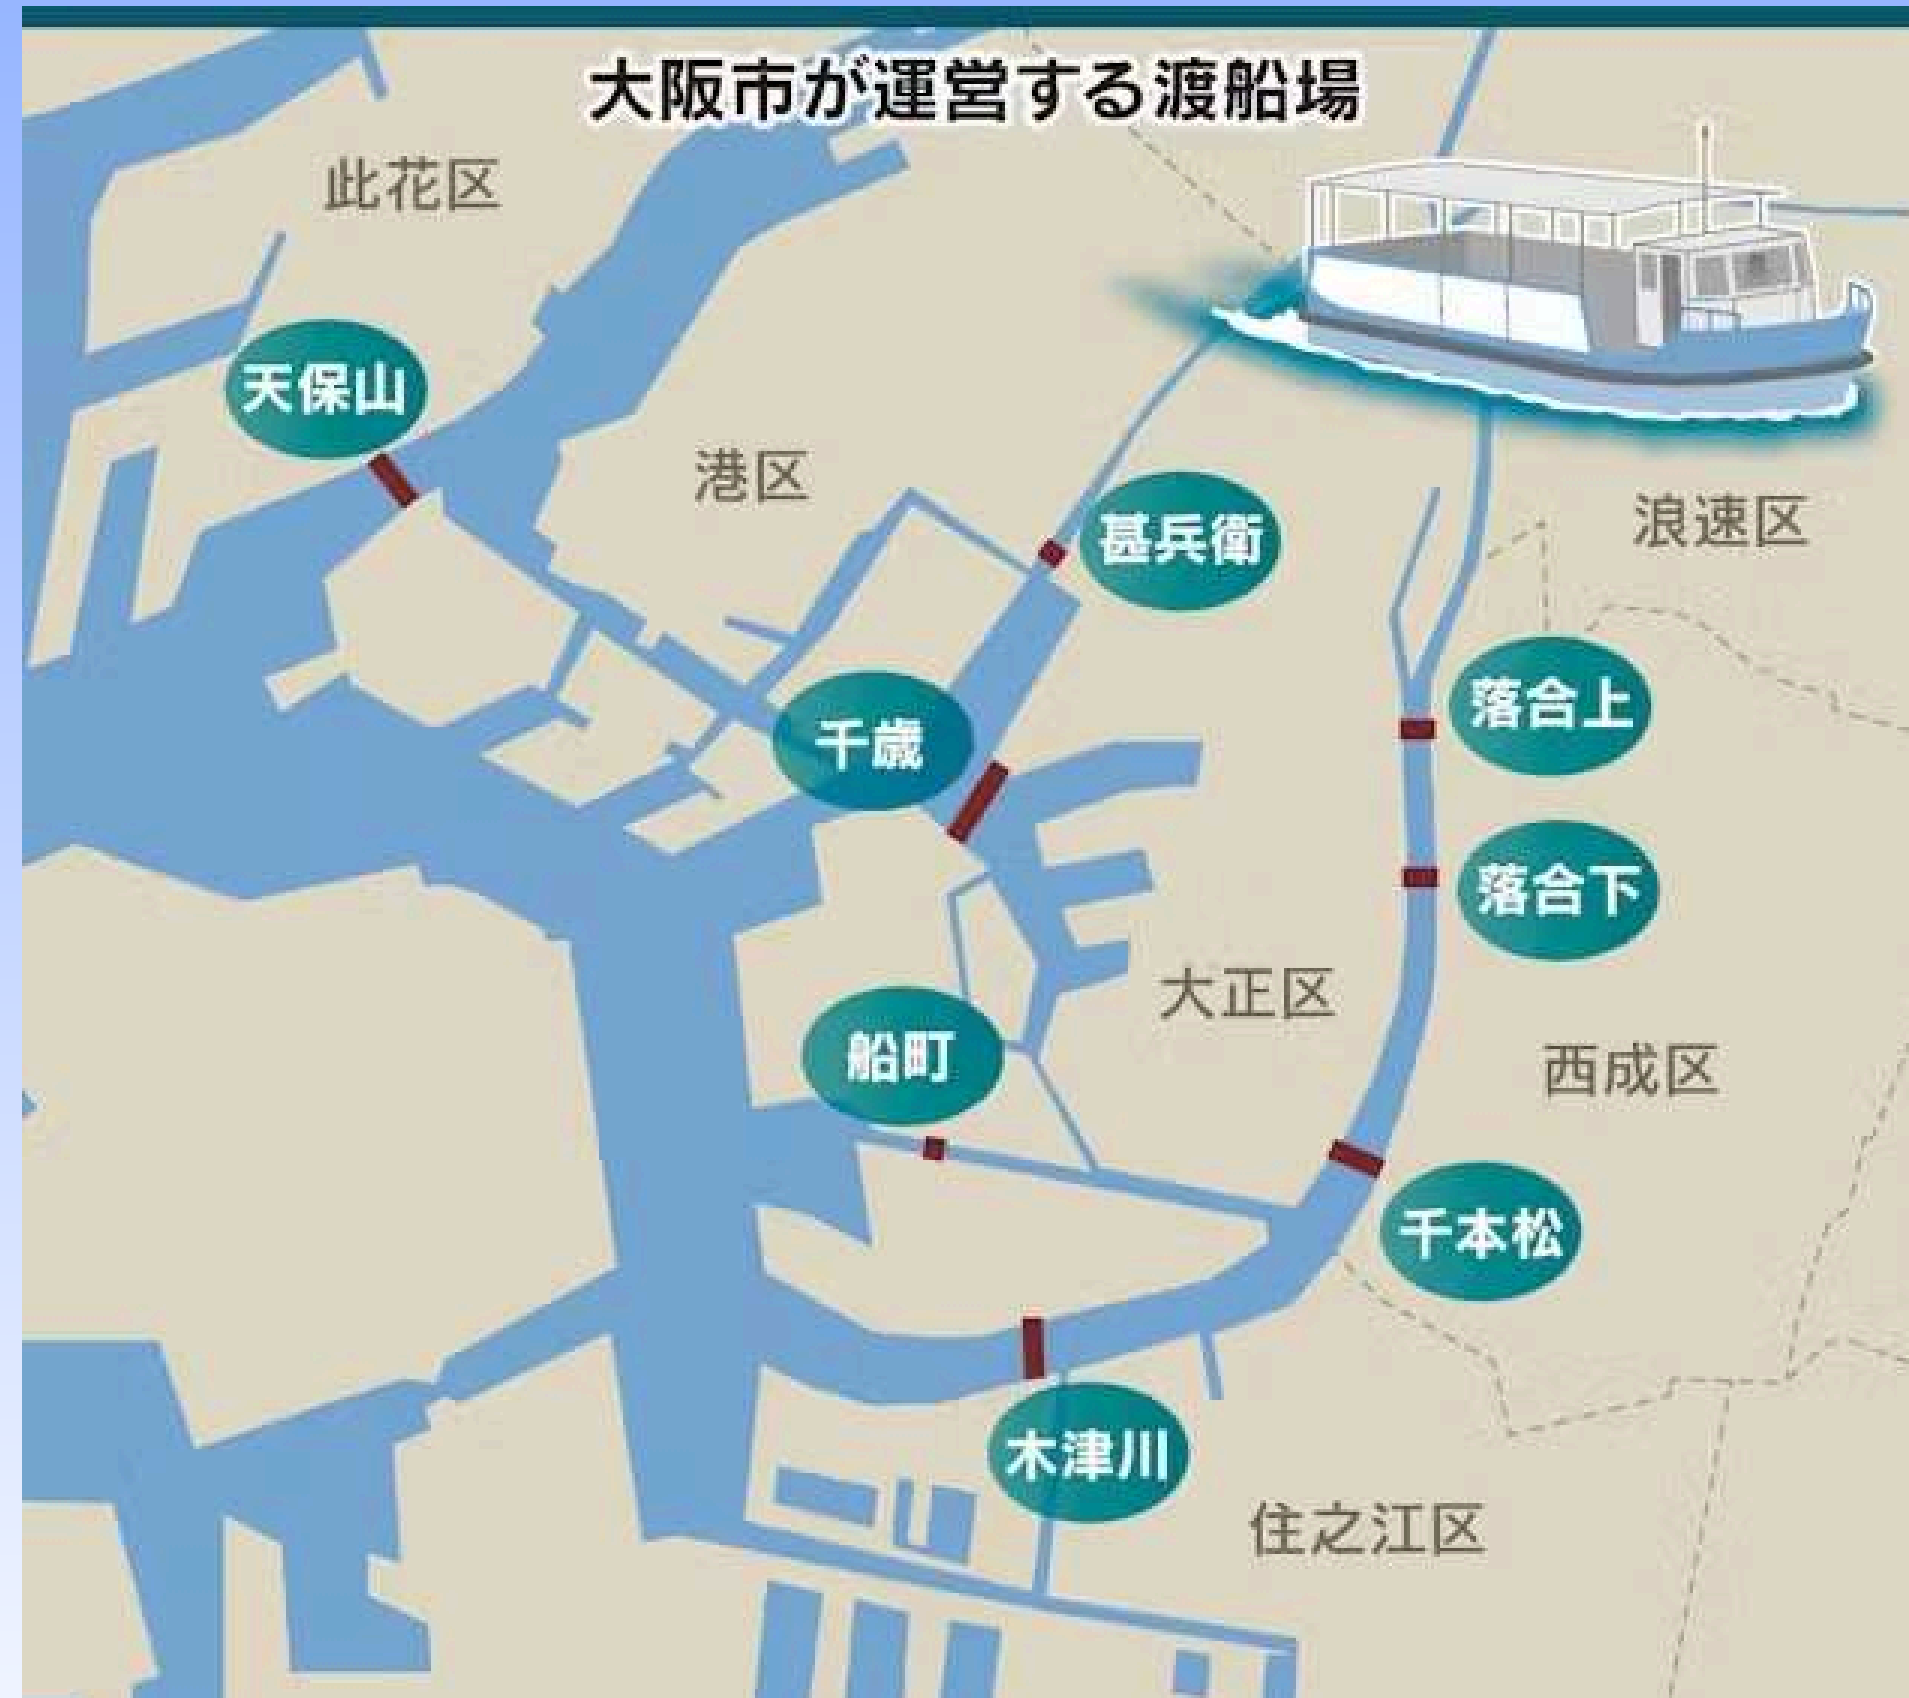 大阪市が運営する渡船場
此花区
天保山
港区
甚兵衛
浪速区
落合上
千歳
落合下
大正区
船町
西成区
千本松
木津川
住之江区